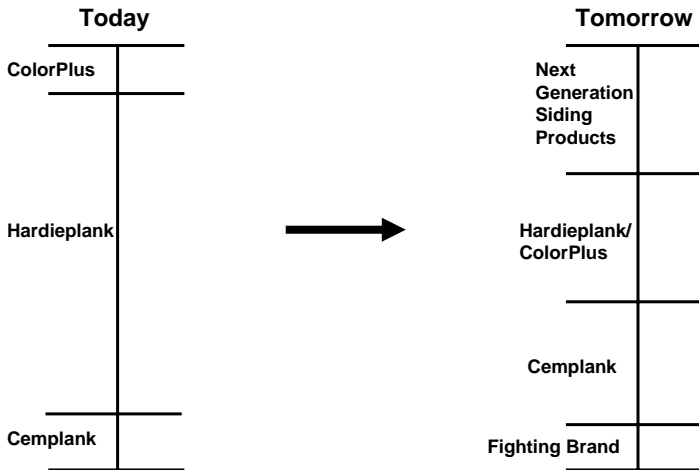 Today
ColorPlus
Hardieplank
Cemplank
Tomorrow
Next
Generation
Siding
Products
Hardieplank/
ColorPlus
Cemplank
Fighting Brand